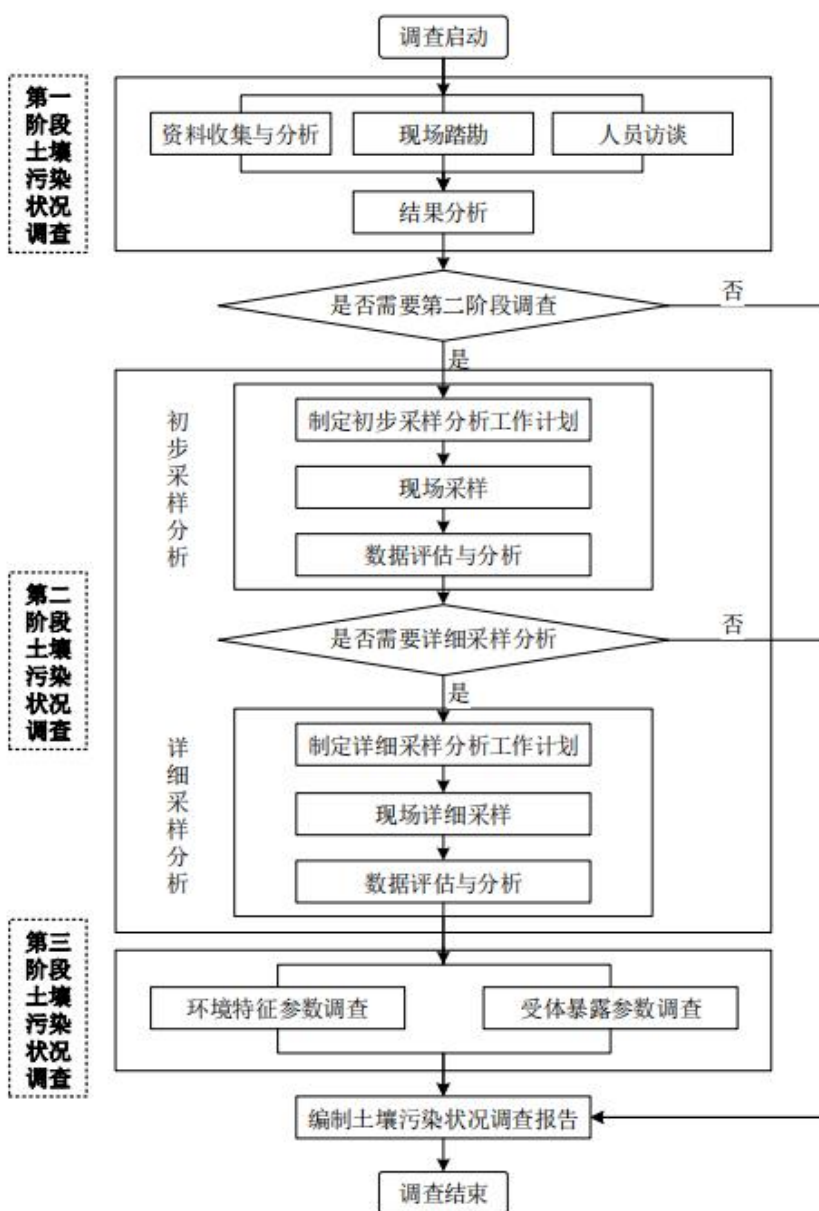 调查启动
第一
阶段
土壤
污染
状况
调查
资料收集与分析
现场踏勘
人员访谈
结果分析
是否需要第二阶段调查
否
是
初步采样分析
制定初步采样分析工作计划
现场采样
数据评估与分析
第二
阶段
土壤
污染
状况
调查
是否需要详细采样分析
否
是
详细采样分析
制定详细采样分析工作计划
现场详细采样
数据评估与分析
第三
阶段
土壤
污染
状况
调查
环境特征参数调查
受体暴露参数调查
编制土壤污染状况调查报告
调查结束